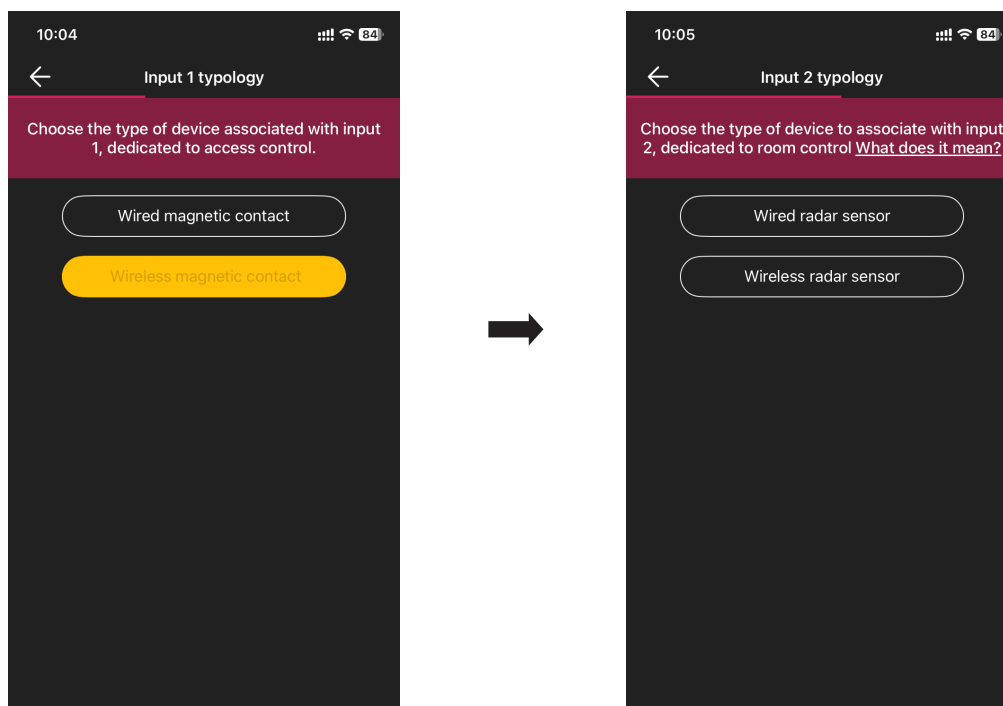 10:04
84
Input 1 typology
Choose the type of device associated with input
1, dedicated to access control.
Wired magnetic contact
Wireless magnetic contact
10:05
84
Input 2 typology
Choose the type of device to associate with input
2, dedicated to room control What does it mean?
Wired radar sensor
Wireless radar sensor